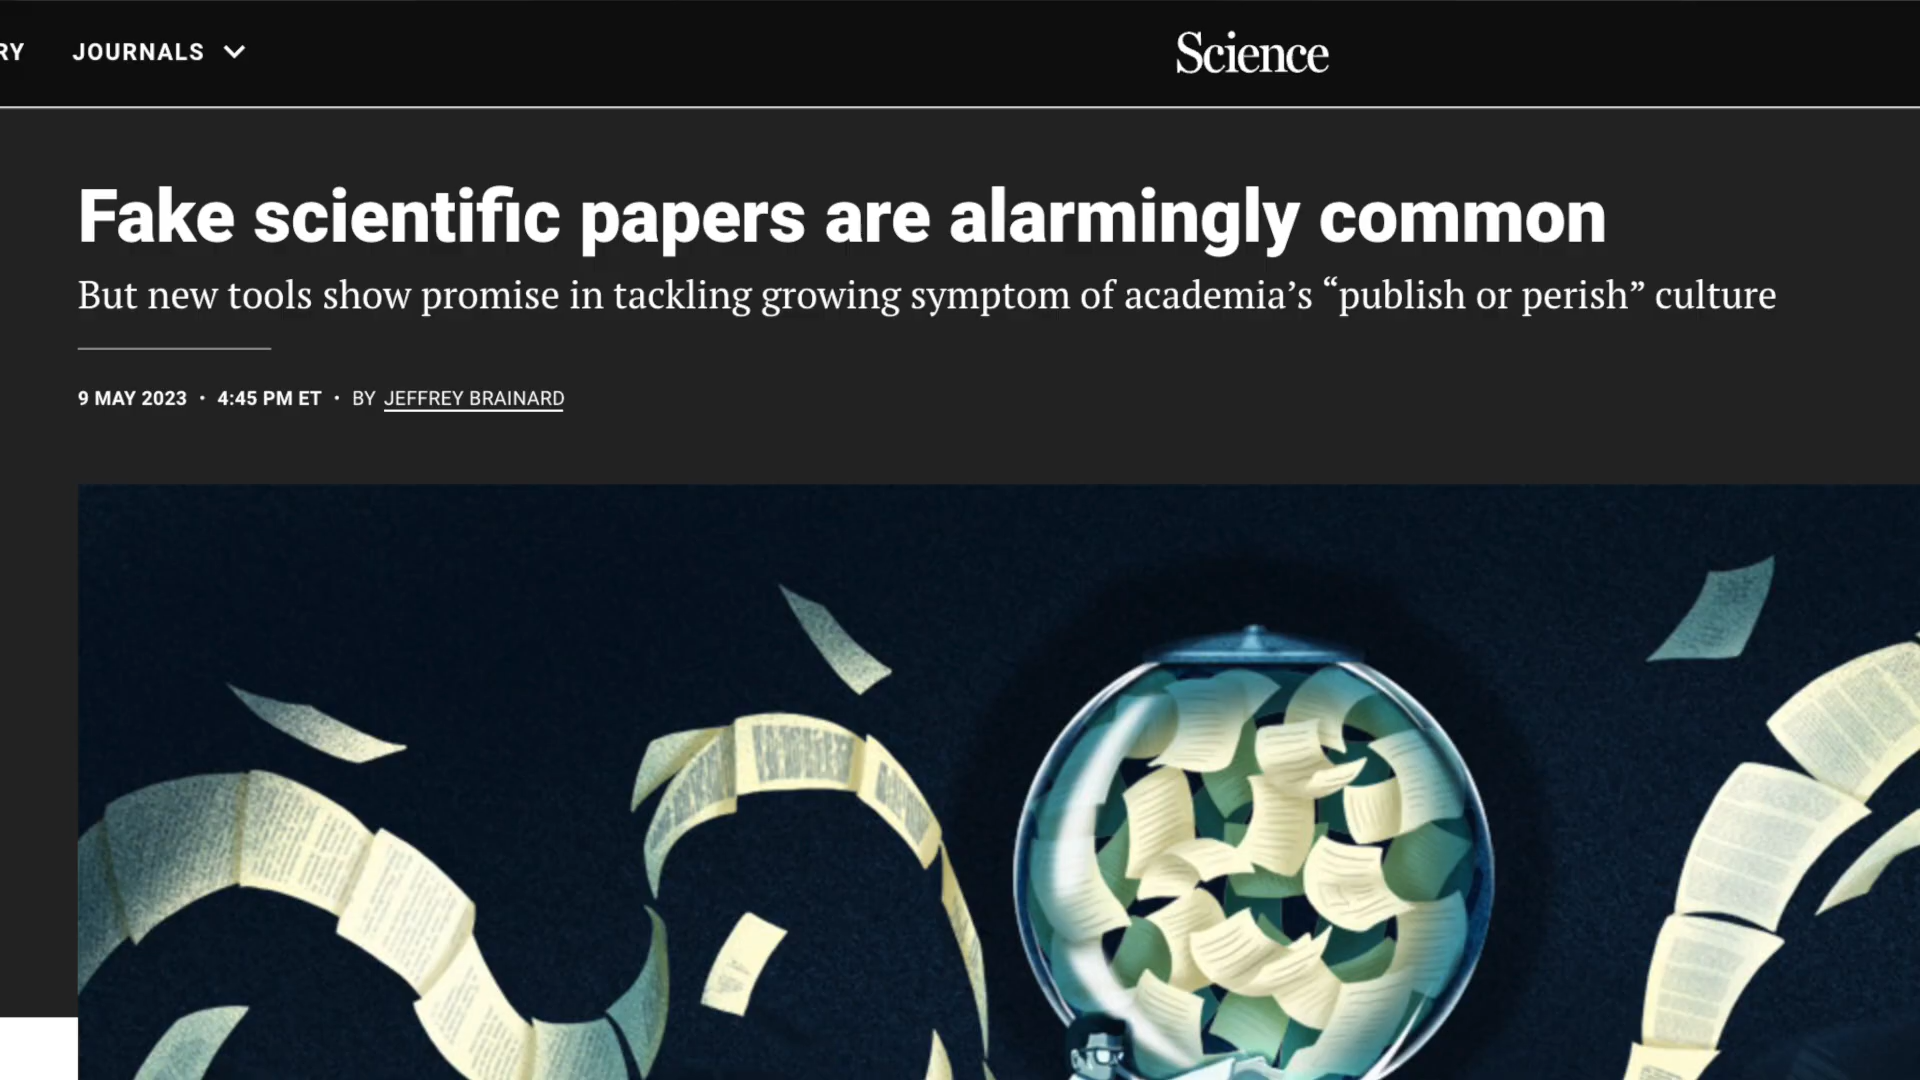 RY JOURNALS Science
Fake scientific papers are alarmingly common
But new tools show promise in tackling growing symptom of academia’s “publish or perish” culture
9 MAY 2023 · 4:45 PM ET · BY JEFFREY BRAINARD